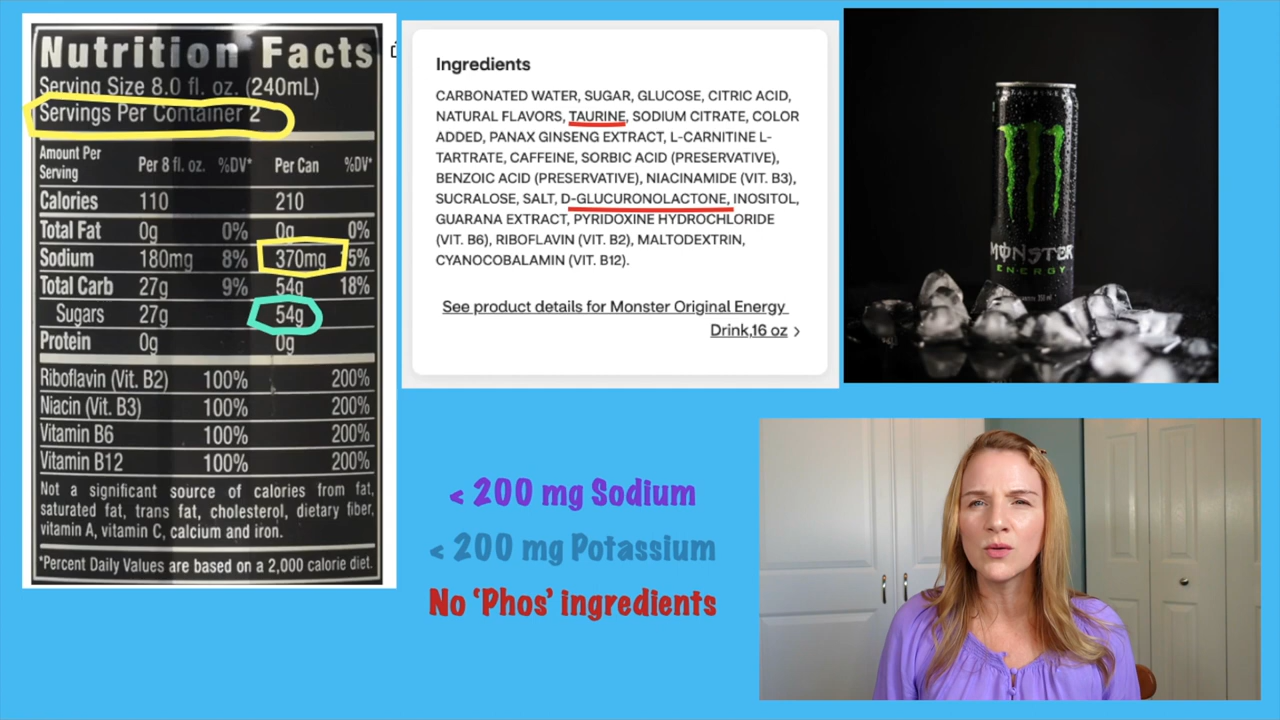 Nutrition Facts
Serving Size 8.0 fl. oz. (240mL)
Servings Per Container 2
Amount Per Serving Per 8 fl. oz. %DV* Per Can %DV*
Calories 110 210
Total Fat 0g 0% 0g 0%
Sodium 180mg 8% 370mg 5%
Total Carb 27g 9% 54g 18%
Sugars 27g 54g
Protein 0g 0g
Riboflavin (Vit. B2) 100% 200%
Niacin (Vit. B3) 100% 200%
Vitamin B6 100% 200%
Vitamin B12 100% 200%
Not a significant source of calories from fat,
saturated fat, trans fat, cholesterol, dietary fiber,
vitamin A, vitamin C, calcium and iron.
*Percent Daily Values are based on a 2,000 calorie diet.
Ingredients
CARBONATED WATER, SUGAR, GLUCOSE, CITRIC ACID,
NATURAL FLAVORS, TAURINE, SODIUM CITRATE, COLOR
ADDED, PANAX GINSENG EXTRACT, L-CARNITINE L-
TARTRATE, CAFFEINE, SORBIC ACID (PRESERVATIVE),
BENZOIC ACID (PRESERVATIVE), NIACINAMIDE (VIT. B3),
SUCRALOSE, SALT, D-GLUCURONOLACTONE, INOSITOL,
GUARANA EXTRACT, PYRIDOXINE HYDROCHLORIDE
(VIT. B6), RIBOFLAVIN (VIT. B2), MALTODEXTRIN,
CYANOCOBALAMIN (VIT. B12).
See product details for Monster Original Energy
Drink,16 oz >
MONSTER
ENERGY
< 200 mg Sodium
< 200 mg Potassium
No ‘Phos’ ingredients